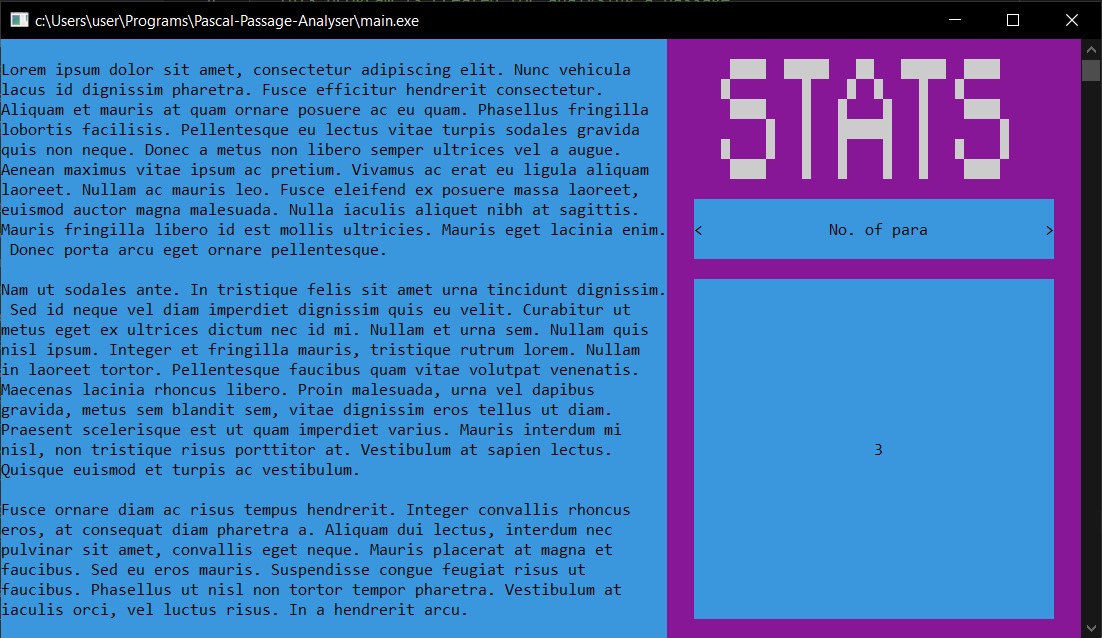 c:\Users\user\Programs\Pascal-Passage-Analyser\main.exe
Lorem ipsum dolor sit amet, consectetur adipiscing elit. Nunc vehicula
lacus id dignissim pharetra. Fusce efficitur hendrerit consectetur.
Aliquam et mauris at quam ornare posuere ac eu quam. Phasellus fringilla
lobortis facilisis. Pellentesque eu lectus vitae turpis sodales gravida
quis non neque. Donec a metus non libero semper ultrices vel a augue.
Aenean maximus vitae ipsum ac pretium. Vivamus ac erat eu ligula aliquam
laoreet. Nullam ac mauris leo. Fusce eleifend ex posuere massa laoreet,
euismod auctor magna malesuada. Nulla iaculis aliquet nibh at sagittis.
Mauris fringilla libero id est mollis ultricies. Mauris eget lacinia enim.
Donec porta arcu eget ornare pellentesque.
Nam ut sodales ante. In tristique felis sit amet urna tincidunt dignissim.
Sed id neque vel diam imperdiet dignissim quis eu velit. Curabitur ut
metus eget ex ultrices dictum nec id mi. Nullam et urna sem. Nullam quis
nisl ipsum. Integer et fringilla mauris, tristique rutrum lorem. Nullam
in laoreet tortor. Pellentesque faucibus quam vitae volutpat venenatis.
Maecenas lacinia rhoncus libero. Proin malesuada, urna vel dapibus
gravida, metus sem blandit sem, vitae dignissim eros tellus ut diam.
Praesent scelerisque est ut quam imperdiet varius. Mauris interdum mi
nisl, non tristique risus porttitor at. Vestibulum at sapien lectus.
Quisque euismod et turpis ac vestibulum.
Fusce ornare diam ac risus tempus hendrerit. Integer convallis rhoncus
eros, at consequat diam pharetra a. Aliquam dui lectus, interdum nec
pulvinar sit amet, convallis eget neque. Mauris placerat at magna et
faucibus. Sed eu eros mauris. Suspendisse congue feugiat risus ut
faucibus. Phasellus ut nisl non tortor tempor pharetra. Vestibulum at
iaculis orci, vel luctus risus. In a hendrerit arcu.
STATS
< No. of para >
3